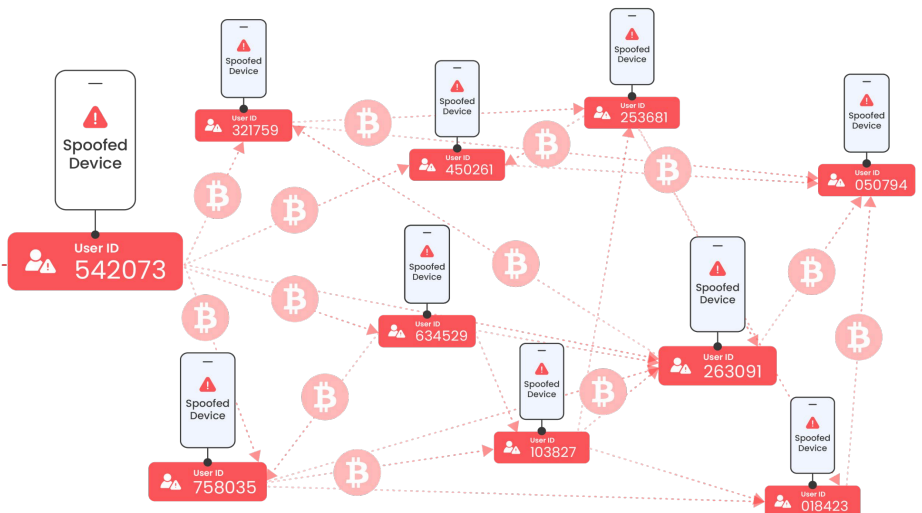 Spoofed
Device
User ID
321759
Spoofed
Device
User ID
253681
Spoofed
Device
User ID
450261
Spoofed
Device
User ID
050794
Spoofed
Device
User ID
542073
Spoofed
Device
User ID
634529
Spoofed
Device
User ID
263091
Spoofed
Device
User ID
758035
Spoofed
Device
User ID
103827
Spoofed
Device
User ID
018423